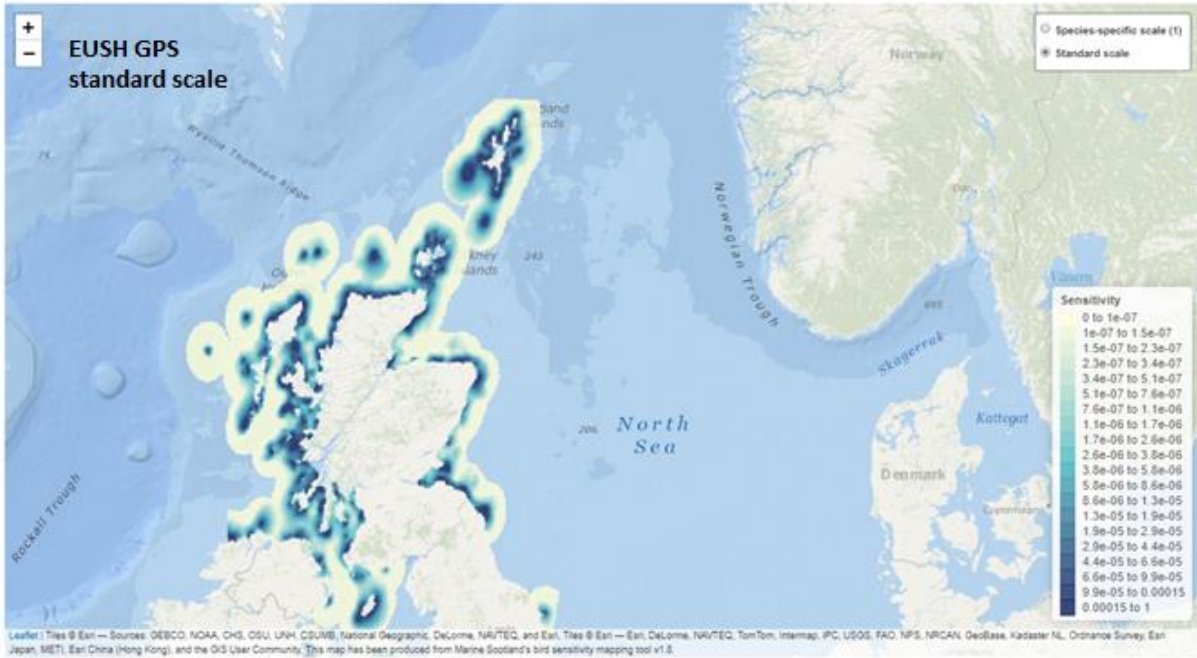 +
−
EUSH GPS
standard scale
Species-specific scale (1)
Standard scale
Norway
Wyville Thomson Ridge
Norwegian Trough
kney
Islands
243
Skagerrak
Kattegat
North
Sea
206
Denmark
Rockall Trough
Sensitivity
0 to 1e-07
1e-07 to 1.5e-07
1.5e-07 to 2.3e-07
2.3e-07 to 3.4e-07
3.4e-07 to 5.1e-07
5.1e-07 to 7.6e-07
7.6e-07 to 1.1e-06
1.1e-06 to 1.7e-06
1.7e-06 to 2.6e-06
2.6e-06 to 3.8e-06
3.8e-06 to 5.8e-06
5.8e-06 to 8.6e-06
8.6e-06 to 1.3e-05
1.3e-05 to 1.9e-05
1.9e-05 to 2.9e-05
2.9e-05 to 4.4e-05
4.4e-05 to 6.6e-05
6.6e-05 to 9.9e-05
9.9e-05 to 0.00015
0.00015 to 1
Leaflet | Tiles © Esri — Sources: GEBCO, NOAA, CHS, OSU, UNH, CSUMB, National Geographic, DeLorme, NAVTEQ, and Esri, Tiles © Esri — Esri, DeLorme, NAVTEQ, TomTom, Intermap, iPC, USGS, FAO, NPS, NRCAN, GeoBase, Kadaster NL, Ordnance Survey, Esri
Japan, METI, Esri China (Hong Kong), and the GIS User Community, This map has been produced from Marine Scotland's bird sensitivity mapping tool v1.8.